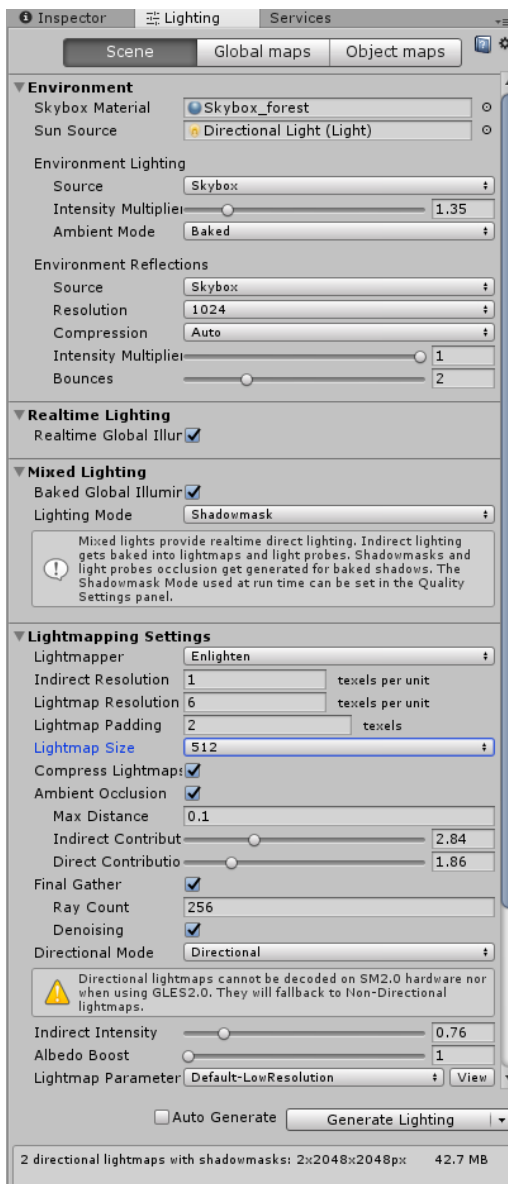 Inspector Lighting Services
Scene Global maps Object maps
Environment
Skybox Material Skybox_forest
Sun Source Directional Light (Light)
Environment Lighting
Source Skybox
Intensity Multiplier 1.35
Ambient Mode Baked
Environment Reflections
Source Skybox
Resolution 1024
Compression Auto
Intensity Multiplier 1
Bounces 2
Realtime Lighting
Realtime Global Illur
Mixed Lighting
Baked Global Illumir
Lighting Mode Shadowmask
Mixed lights provide realtime direct lighting. Indirect lighting
gets baked into lightmaps and light probes. Shadowmasks and
light probes occlusion get generated for baked shadows. The
Shadowmask Mode used at run time can be set in the Quality
Settings panel.
Lightmapping Settings
Lightmapper Enlighten
Indirect Resolution 1 texels per unit
Lightmap Resolution 6 texels per unit
Lightmap Padding 2 texels
Lightmap Size 512
Compress Lightmaps
Ambient Occlusion
Max Distance 0.1
Indirect Contribut 2.84
Direct Contributio 1.86
Final Gather
Ray Count 256
Denoising
Directional Mode Directional
Directional lightmaps cannot be decoded on SM2.0 hardware nor
when using GLES2.0. They will fallback to Non-Directional
lightmaps.
Indirect Intensity 0.76
Albedo Boost 1
Lightmap Parameter Default-LowResolution View
Auto Generate Generate Lighting
2 directional lightmaps with shadowmasks: 2x2048x2048px 42.7 MB